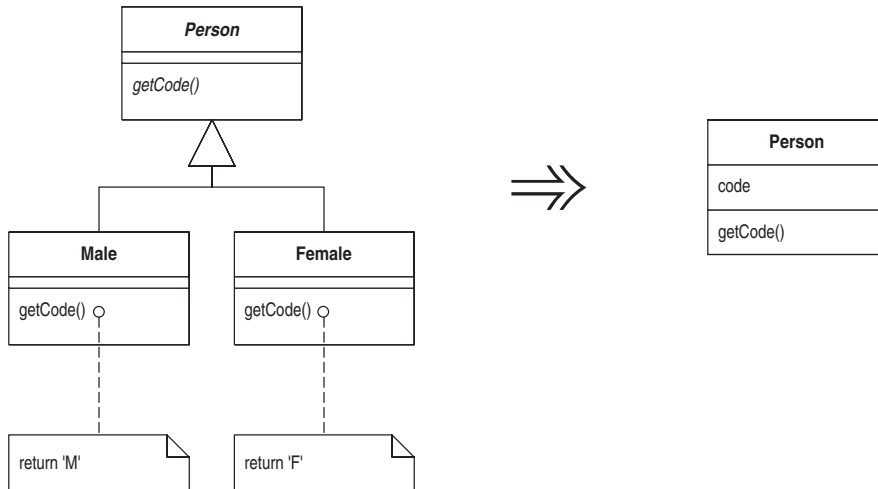 Person
getCode()
Male
getCode()
return 'M'
Female
getCode()
return 'F'
Person
code
getCode()